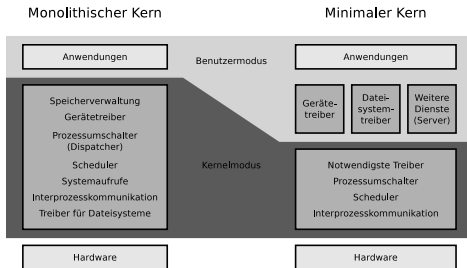 Monolithischer Kern
Minimaler Kern
Anwendungen
Benutzermodus
Anwendungen
Speicherverwaltung
Gerätetreiber
Prozessumschalter
(Dispatcher)
Scheduler
Systemaufrufe
Interprozesskommunikation
Treiber für Dateisysteme
Kernelmodus
Geräte-
treiber
Datei-
system-
treiber
Weitere
Dienste
(Server)
Notwendigste Treiber
Prozessumschalter
Scheduler
Interprozesskommunikation
Hardware
Hardware